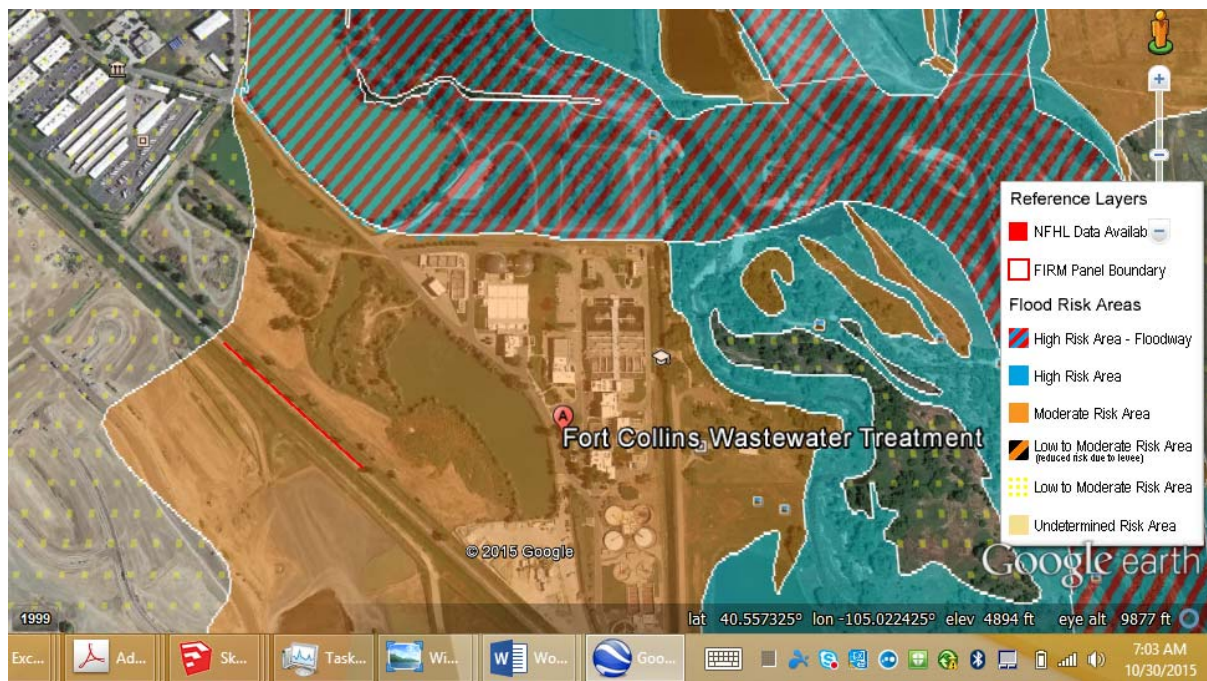 Reference Layers
NFHL Data Availab
FIRM Panel Boundary
Flood Risk Areas
High Risk Area - Floodway
High Risk Area
Moderate Risk Area
Low to Moderate Risk Area
(reduced risk due to levee)
Low to Moderate Risk Area
Undetermined Risk Area
A
Fort Collins Wastewater Treatment
© 2015 Google
Google earth
1999
lat 40.557325° lon -105.022425° elev 4894 ft eye alt 9877 ft
Exc... Ad... Sk... Task... Wi... W Wo... Goo...
7:03 AM
10/30/2015